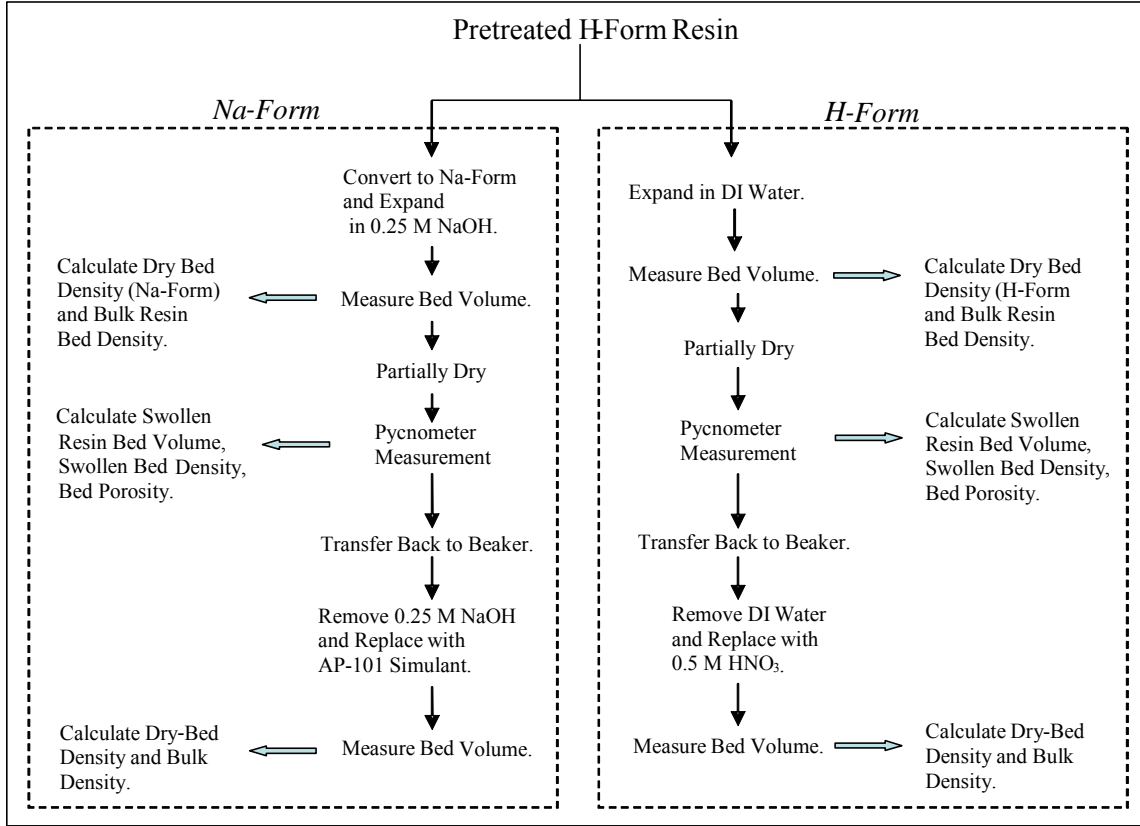 Pretreated H-Form Resin
Na-Form
Convert to Na-Form
and Expand
in 0.25 M NaOH.
Calculate Dry Bed
Density (Na-Form)
and Bulk Resin
Bed Density.
Measure Bed Volume.
Partially Dry
Calculate Swollen
Resin Bed Volume,
Swollen Bed Density,
Bed Porosity.
Pycnometer
Measurement
Transfer Back to Beaker.
Remove 0.25 M NaOH
and Replace with
AP-101 Simulant.
Calculate Dry-Bed
Density and Bulk
Density.
Measure Bed Volume.
H-Form
Expand in DI Water.
Measure Bed Volume.
Calculate Dry Bed
Density (H-Form
and Bulk Resin
Bed Density.
Partially Dry
Pycnometer
Measurement
Calculate Swollen
Resin Bed Volume,
Swollen Bed Density,
Bed Porosity.
Transfer Back to Beaker.
Remove DI Water
and Replace with
0.5 M HNO₃.
Measure Bed Volume.
Calculate Dry-Bed
Density and Bulk
Density.